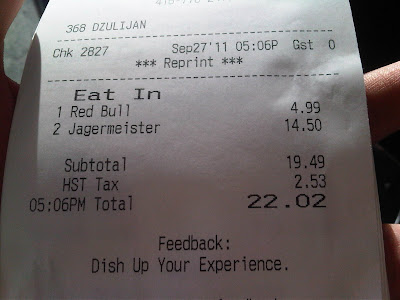 368 DZULIJAN
Chk 2827 Sep27'11 05:06P Gst 0
*** Reprint ***
Eat In
1 Red Bull 4.99
2 Jagermeister 14.50
Subtotal 19.49
HST Tax 2.53
05:06PM Total 22.02
Feedback:
Dish Up Your Experience.